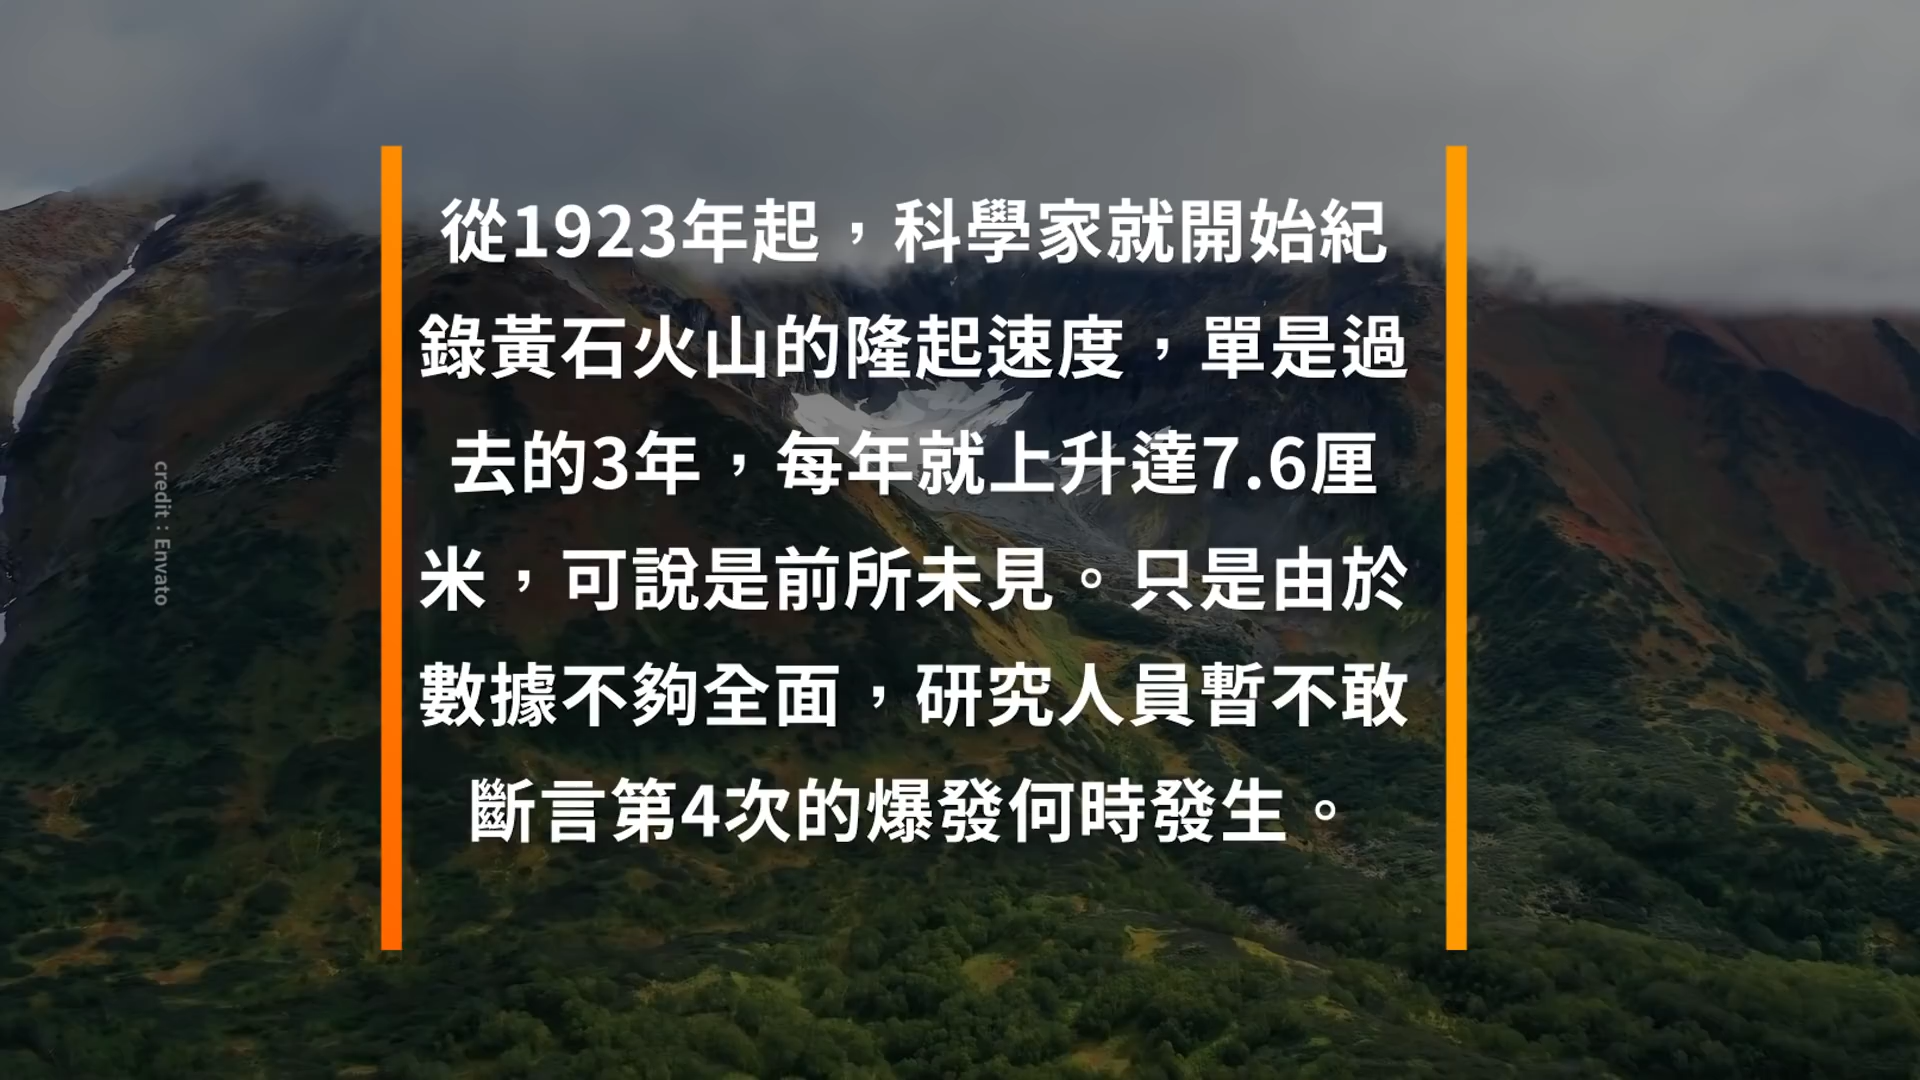 從1923年起，科學家就開始紀
錄黃石火山的隆起速度，單是過
去的3年，每年就上升達7.6厘
米，可說是前所未見。只是由於
數據不夠全面，研究人員暫不敢
斷言第4次的爆發何時發生。
credit：Envato